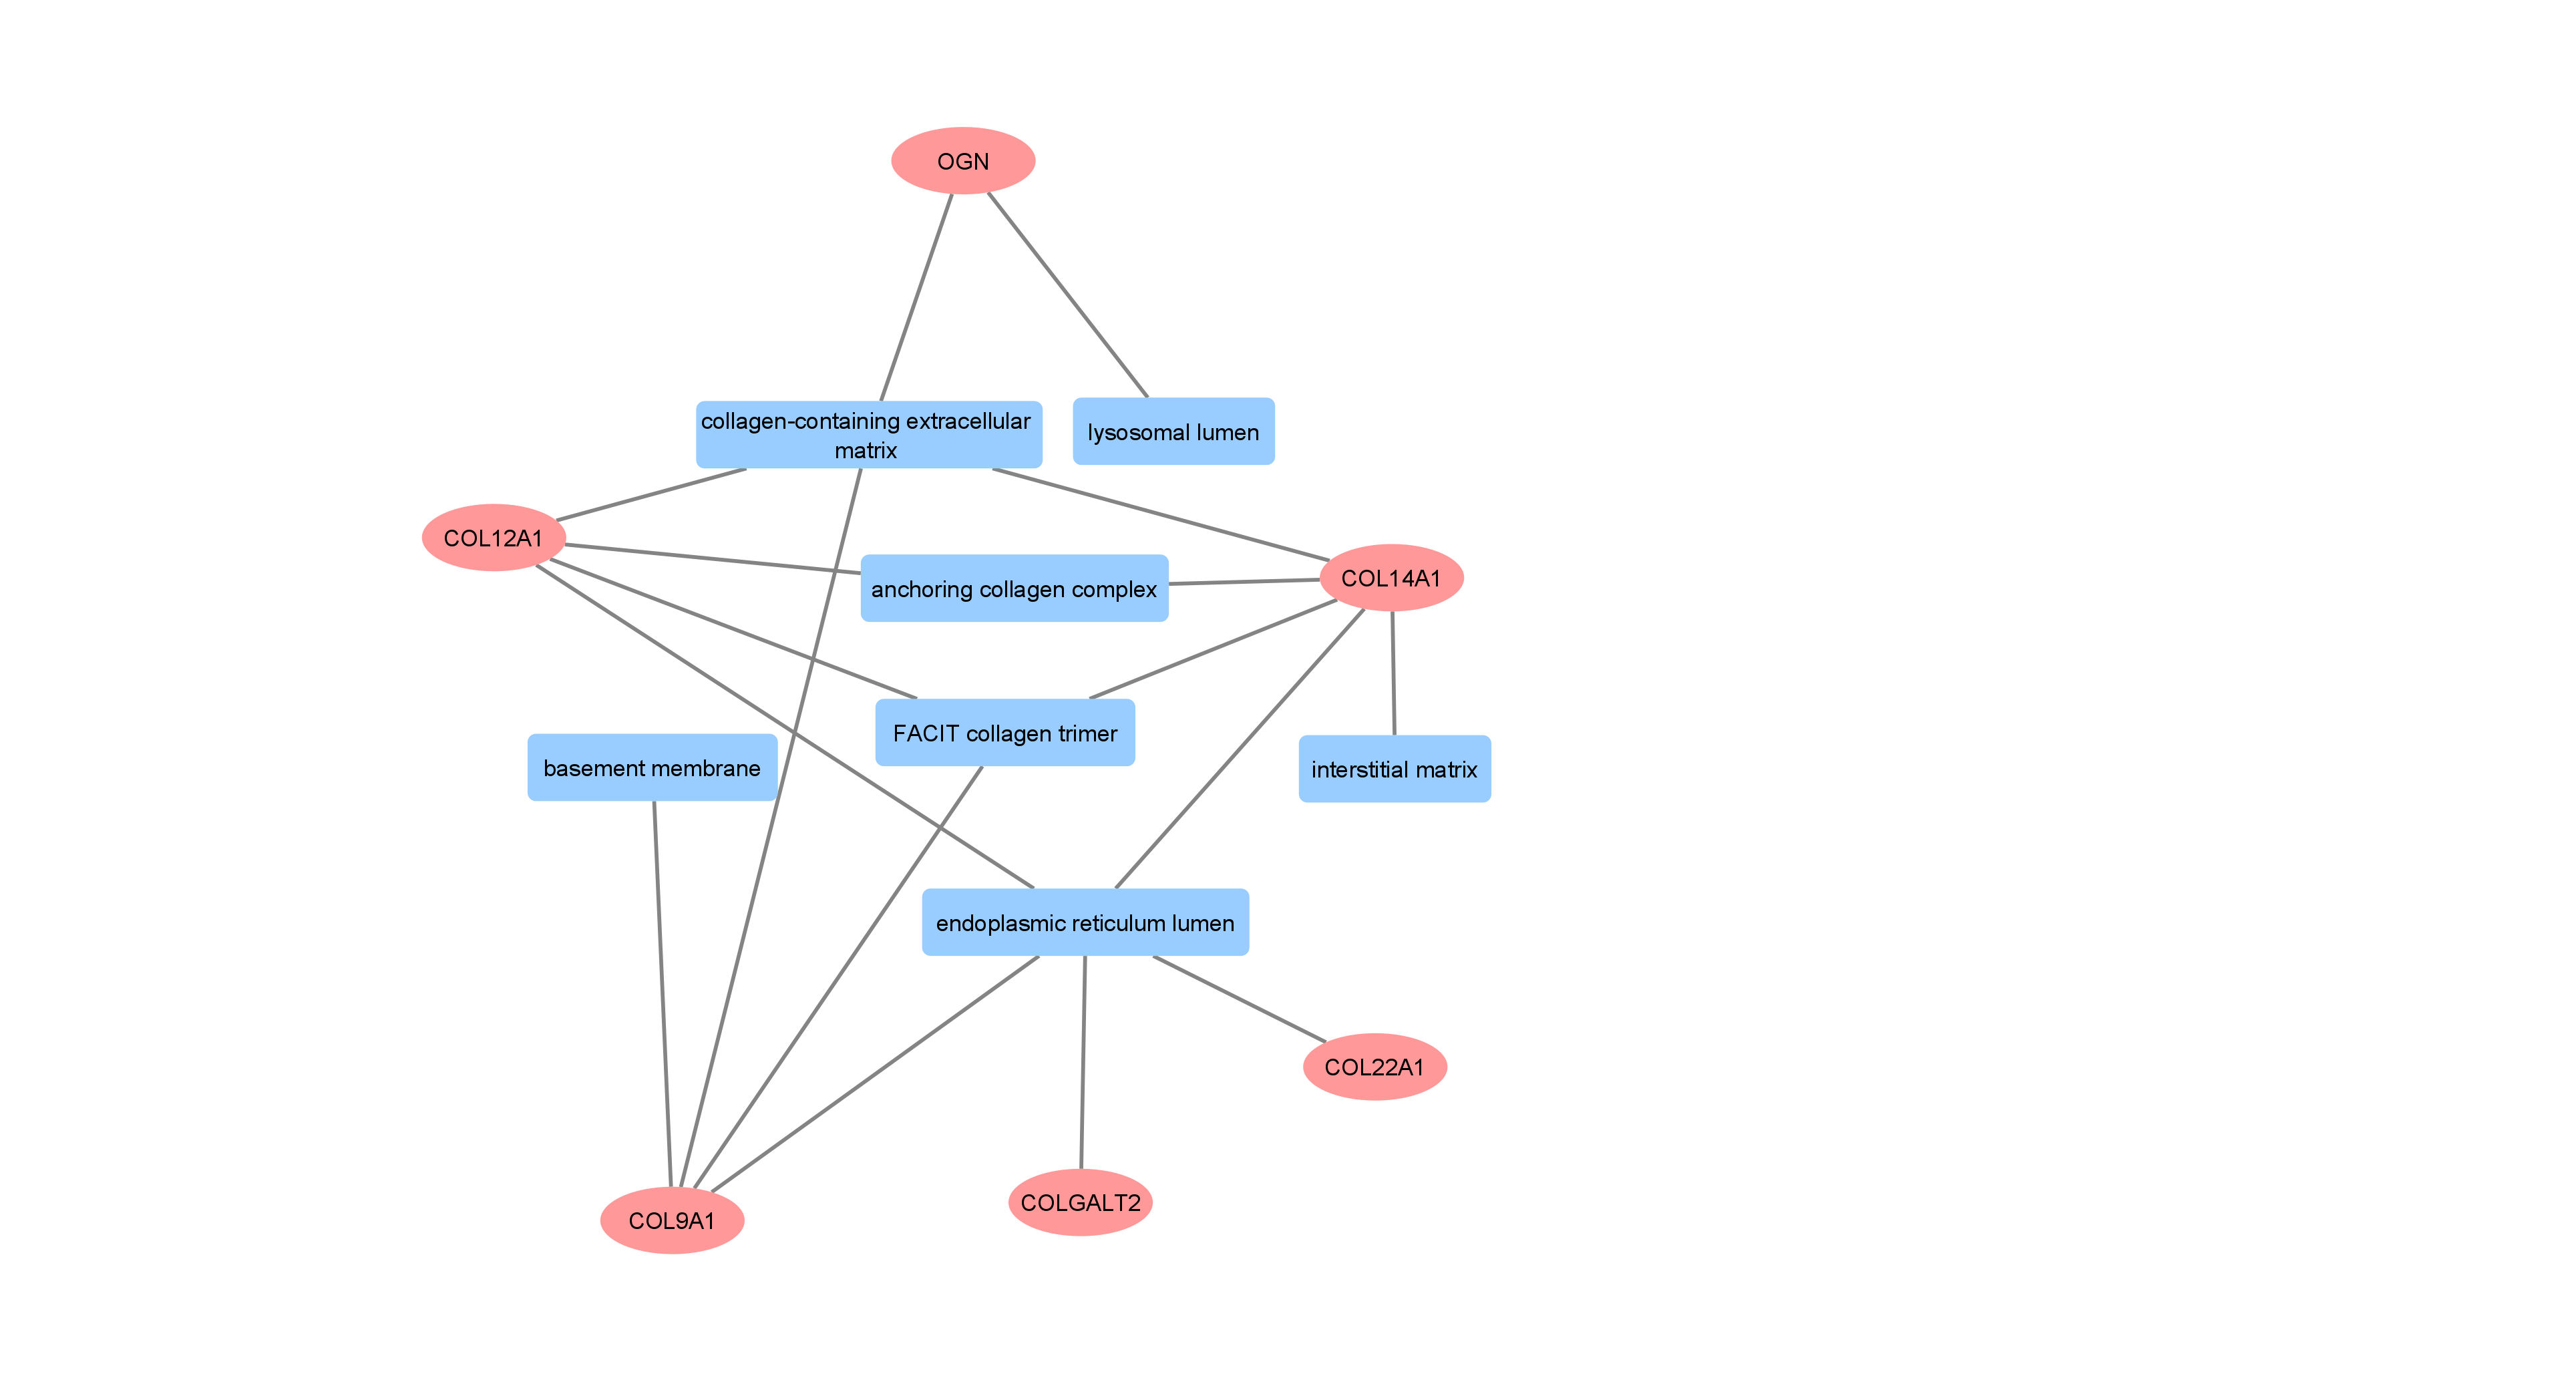 OGN
collagen-containing extracellular
matrix
lysosomal lumen
COL12A1
COL14A1
anchoring collagen complex
FACIT collagen trimer
basement membrane
interstitial matrix
endoplasmic reticulum lumen
COL22A1
COLGALT2
COL9A1